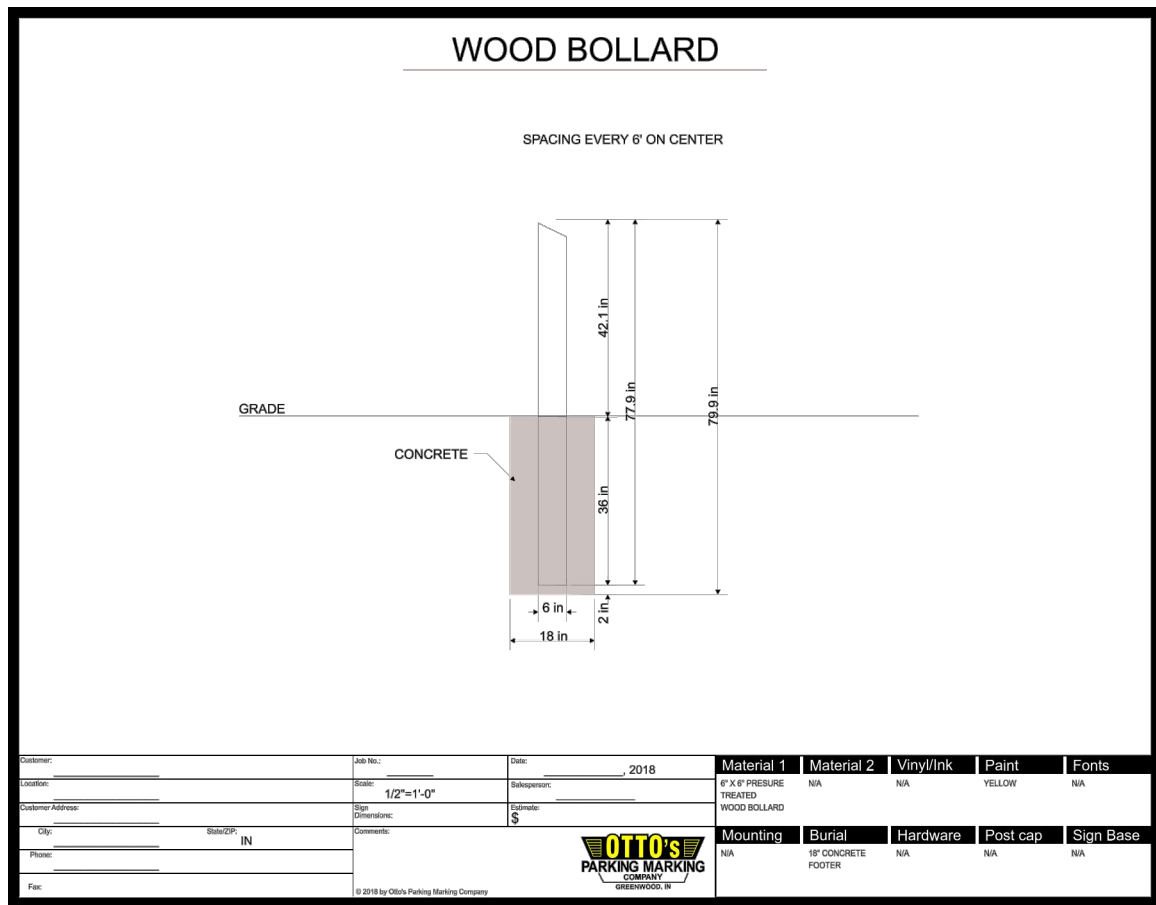 WOOD BOLLARD
SPACING EVERY 6' ON CENTER
42.1 in
77.9 in
79.9 in
GRADE
CONCRETE
36 in
6 in
2 in
18 in
Customer:
Job No.:
Date:
, 2018
Location:
Scale:
1/2"=1'-0"
Salesperson:
Customer Address:
Sign
Dimensions:
Estimate:
$
City:
State/ZIP:
IN
Comments:
Phone:
Fax:
© 2018 by Otto's Parking Marking Company
OTTO's
PARKING MARKING
COMPANY
GREENWOOD, IN
Material 1 Material 2 Vinyl/Ink Paint Fonts
6" X 6" PRESURE N/A N/A YELLOW N/A
TREATED
WOOD BOLLARD
Mounting Burial Hardware Post cap Sign Base
N/A 18" CONCRETE N/A N/A N/A
FOOTER